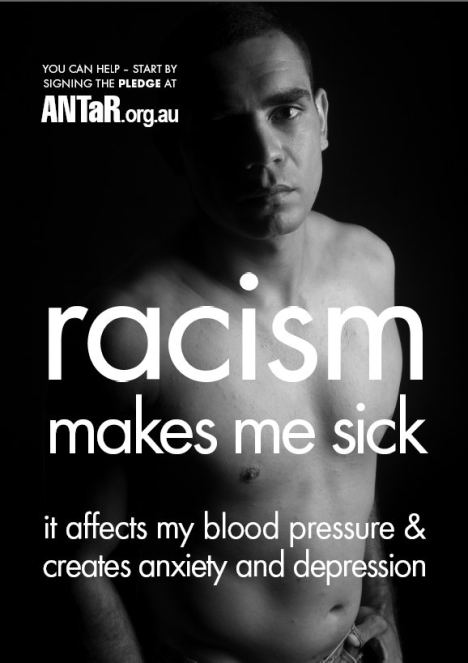 YOU CAN HELP – START BY
SIGNING THE PLEDGE AT
ANTaR.org.au
racism
makes me sick
it affects my blood pressure &
creates anxiety and depression